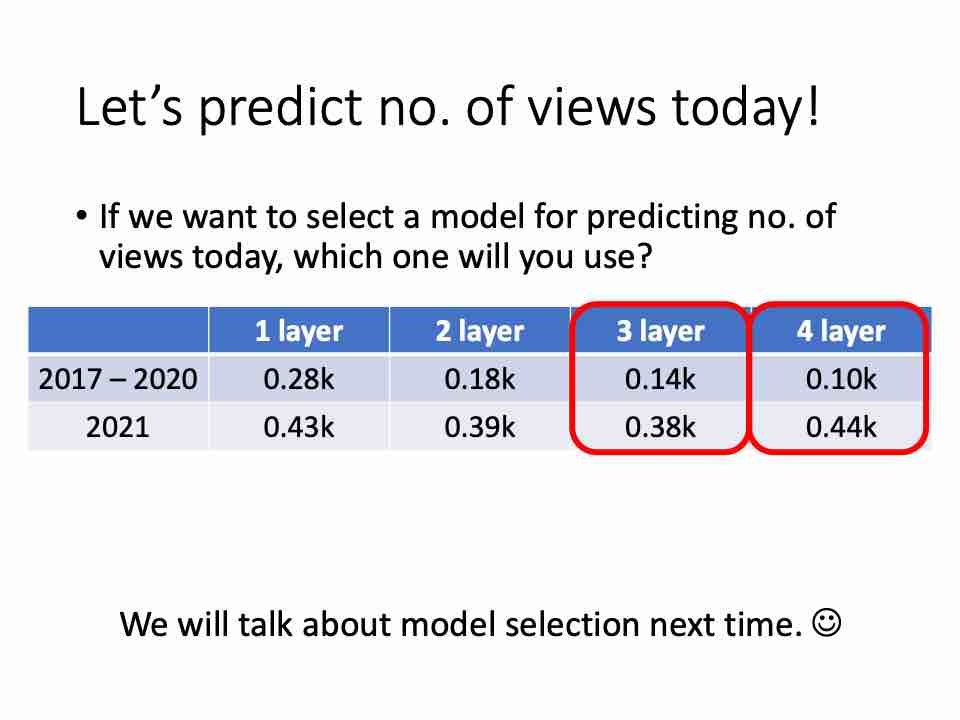 Let’s predict no. of views today!
• If we want to select a model for predicting no. of
views today, which one will you use?
1 layer 2 layer 3 layer 4 layer
2017 – 2020 0.28k 0.18k 0.14k 0.10k
2021 0.43k 0.39k 0.38k 0.44k
We will talk about model selection next time. ☺